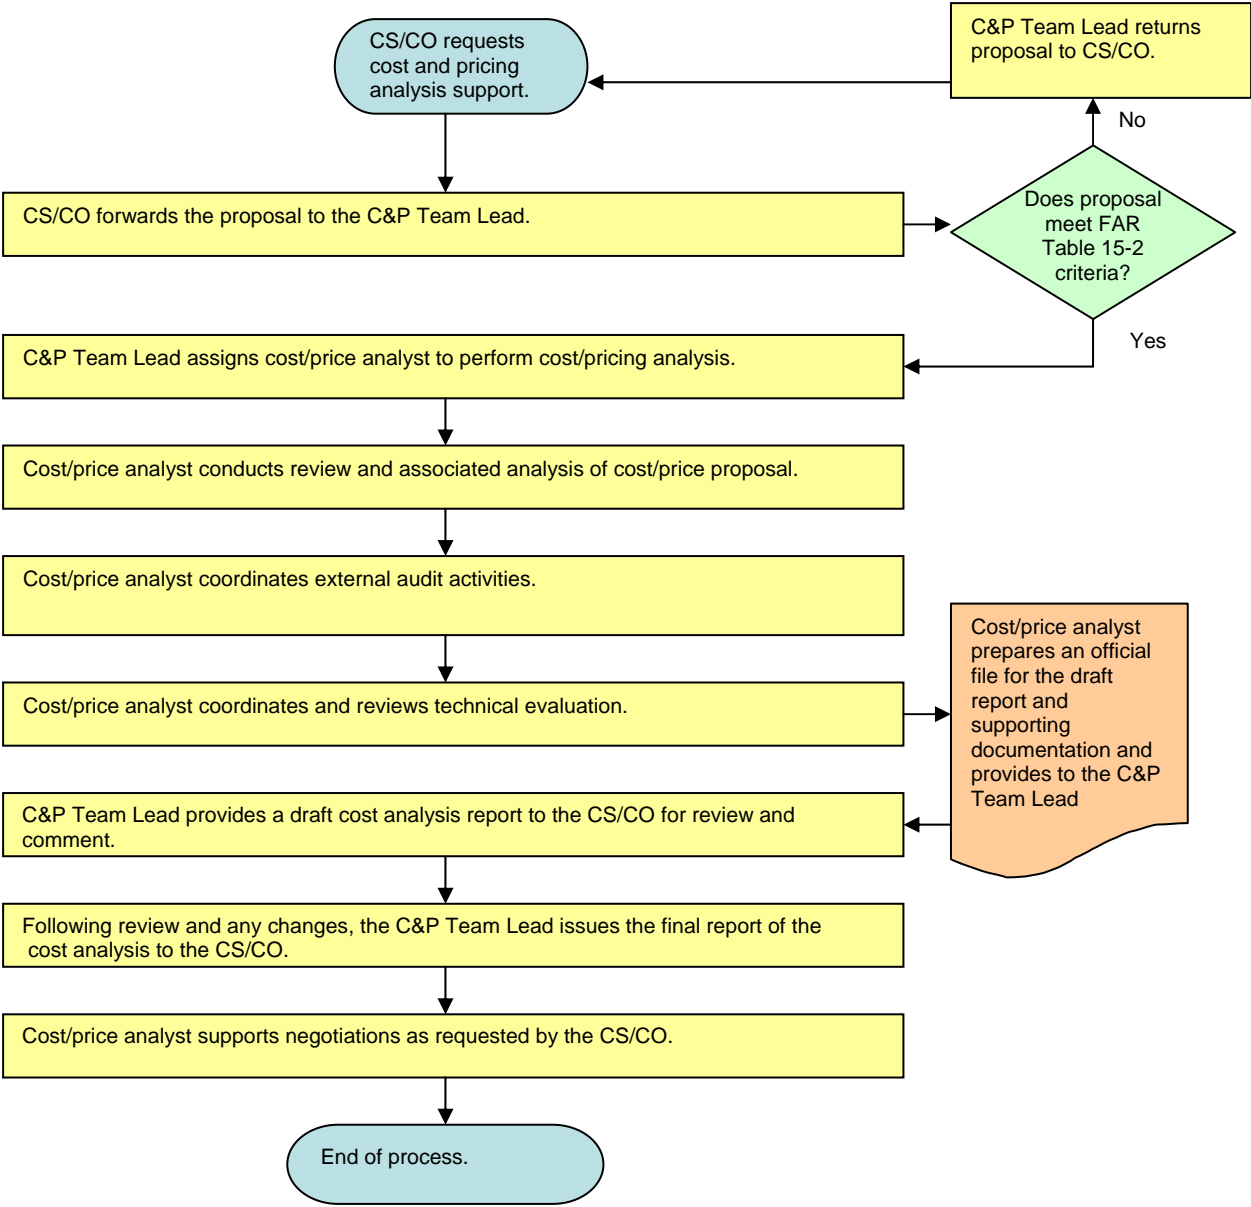 CS/CO requests
cost and pricing
analysis support.
C&P Team Lead returns
proposal to CS/CO.
No
CS/CO forwards the proposal to the C&P Team Lead.
Does proposal
meet FAR
Table 15-2
criteria?
Yes
C&P Team Lead assigns cost/price analyst to perform cost/pricing analysis.
Cost/price analyst conducts review and associated analysis of cost/price proposal.
Cost/price analyst coordinates external audit activities.
Cost/price analyst coordinates and reviews technical evaluation.
Cost/price analyst
prepares an official
file for the draft
report and
supporting
documentation and
provides to the C&P
Team Lead
C&P Team Lead provides a draft cost analysis report to the CS/CO for review and
comment.
Following review and any changes, the C&P Team Lead issues the final report of the
cost analysis to the CS/CO.
Cost/price analyst supports negotiations as requested by the CS/CO.
End of process.